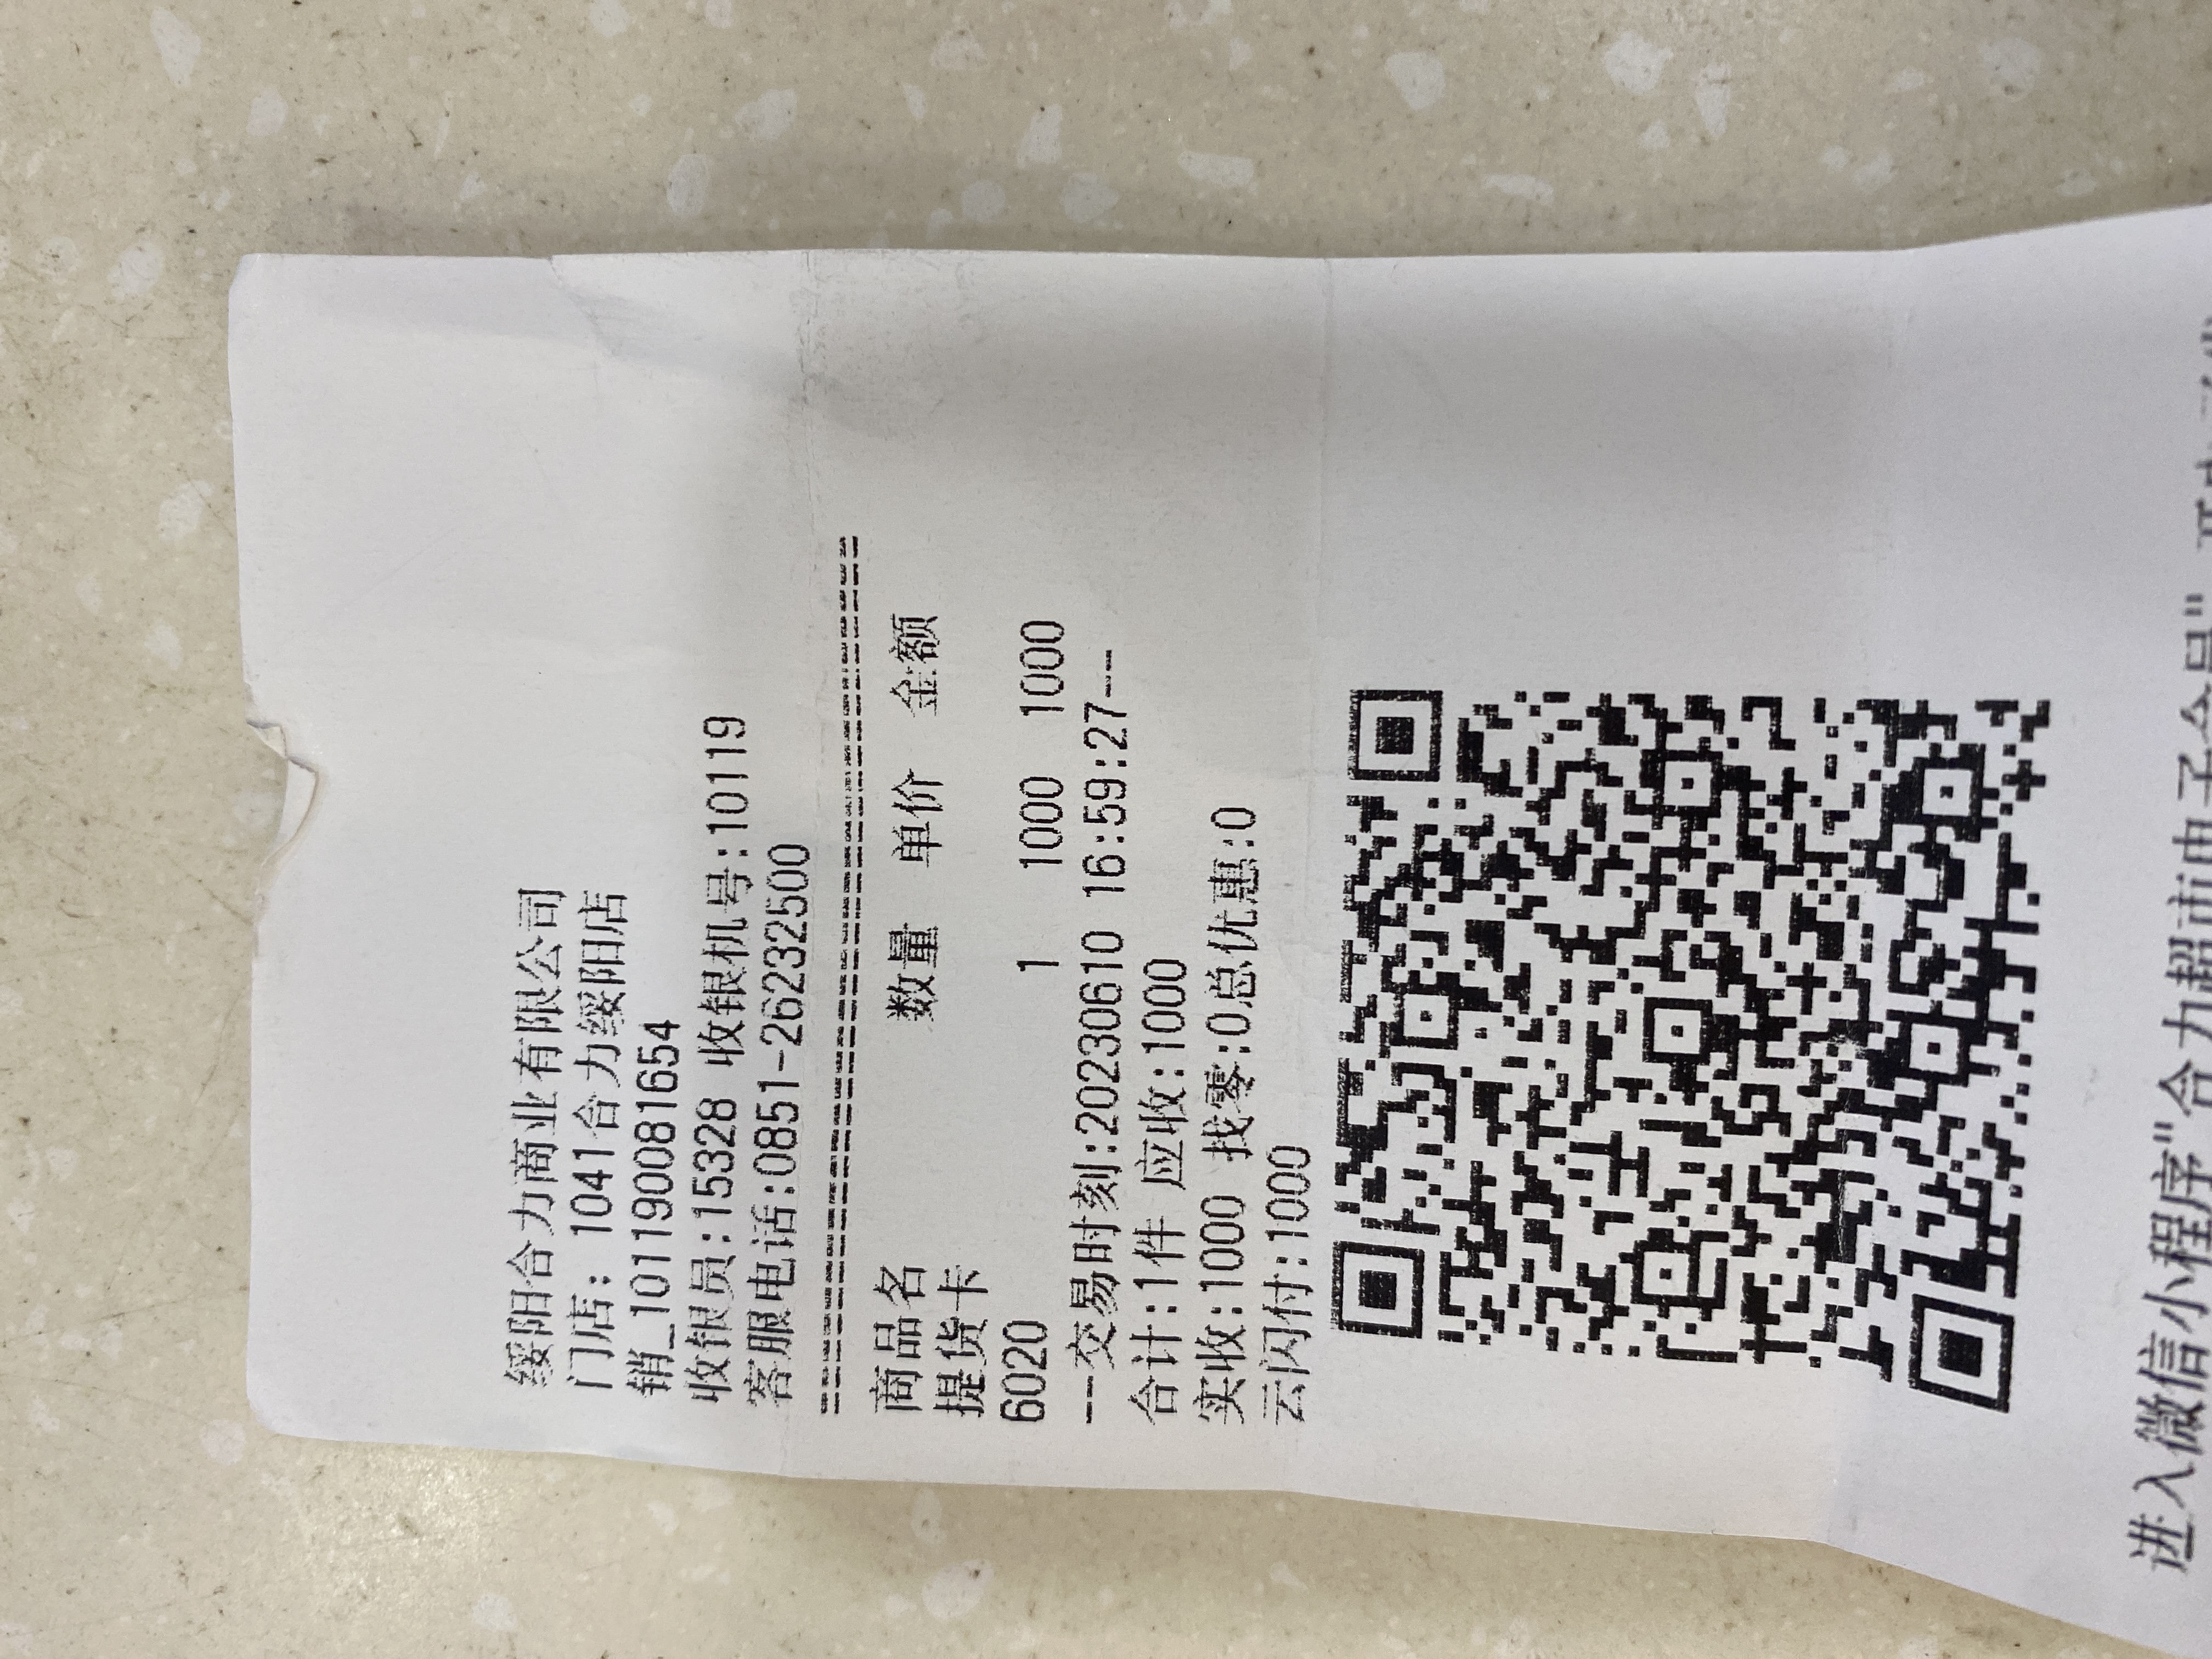 绥阳合力商业有限公司
门店: 1041合力绥阳店
销_101190081654
收银员:15328 收银机号:10119
客服电话:0851-26232500
================================
商品名 数量 单价 金额
提货卡
6020 1 1000 1000
--交易时刻:20230610 16:59:27--
合计:1件 应收:1000
实收:1000 找零:0总优惠:0
云闪付:1000
进入微信小程序"合力超市电子会员"